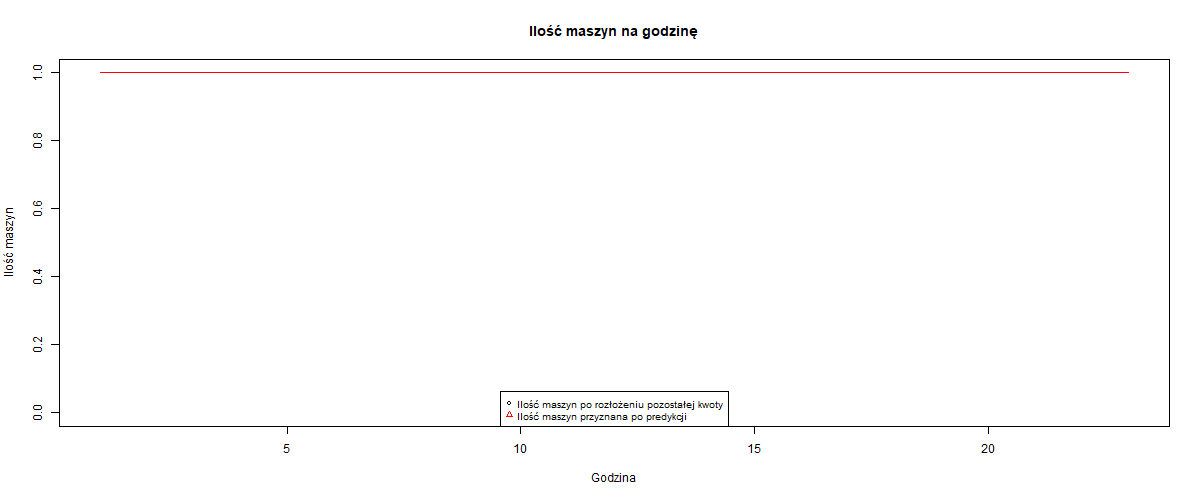 Ilość maszyn na godzinę
Ilość maszyn
1.0
0.8
0.6
0.4
0.2
0.0
Ilość maszyn po rozłożeniu pozostałej kwoty
Ilość maszyn przyznana po predykcji
5 10 15 20
Godzina